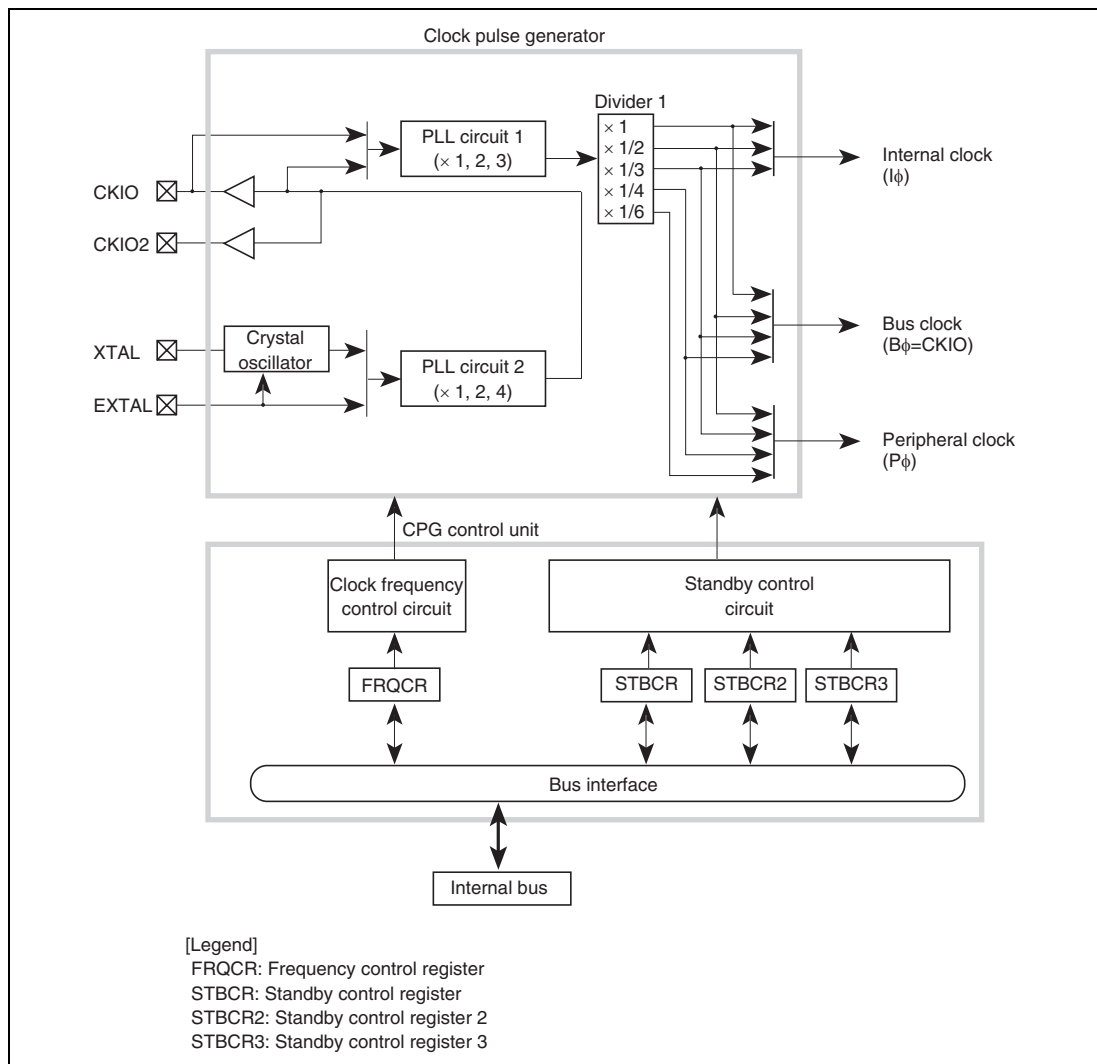 Clock pulse generator
Divider 1
× 1
× 1/2
× 1/3
× 1/4
× 1/6
PLL circuit 1
(× 1, 2, 3)
Internal clock
(Iϕ)
CKIO
CKIO2
Bus clock
(Bϕ=CKIO)
XTAL
Crystal
oscillator
PLL circuit 2
(× 1, 2, 4)
EXTAL
Peripheral clock
(Pϕ)
CPG control unit
Clock frequency
control circuit
Standby control
circuit
FRQCR
STBCR
STBCR2
STBCR3
Bus interface
Internal bus
[Legend]
FRQCR: Frequency control register
STBCR: Standby control register
STBCR2: Standby control register 2
STBCR3: Standby control register 3